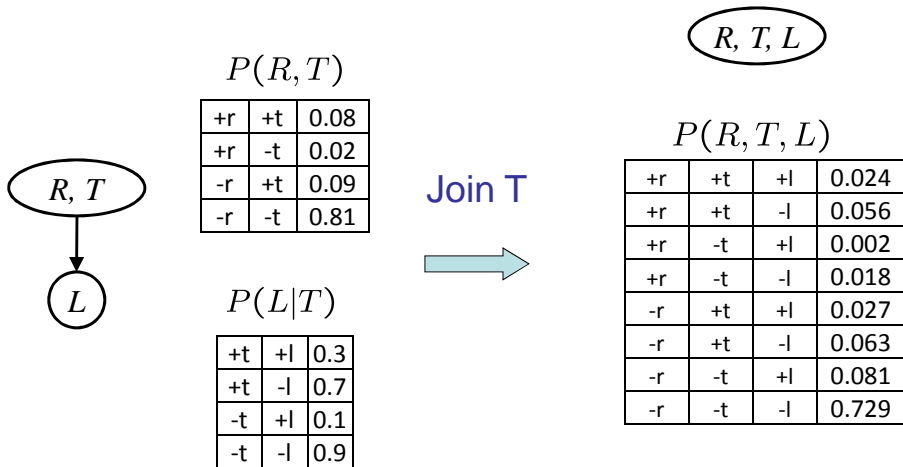 R, T
L
P(R, T)
+r +t 0.08
+r -t 0.02
-r +t 0.09
-r -t 0.81
P(L|T)
+t +l 0.3
+t -l 0.7
-t +l 0.1
-t -l 0.9
Join T
R, T, L
P(R, T, L)
+r +t +l 0.024
+r +t -l 0.056
+r -t +l 0.002
+r -t -l 0.018
-r +t +l 0.027
-r +t -l 0.063
-r -t +l 0.081
-r -t -l 0.729